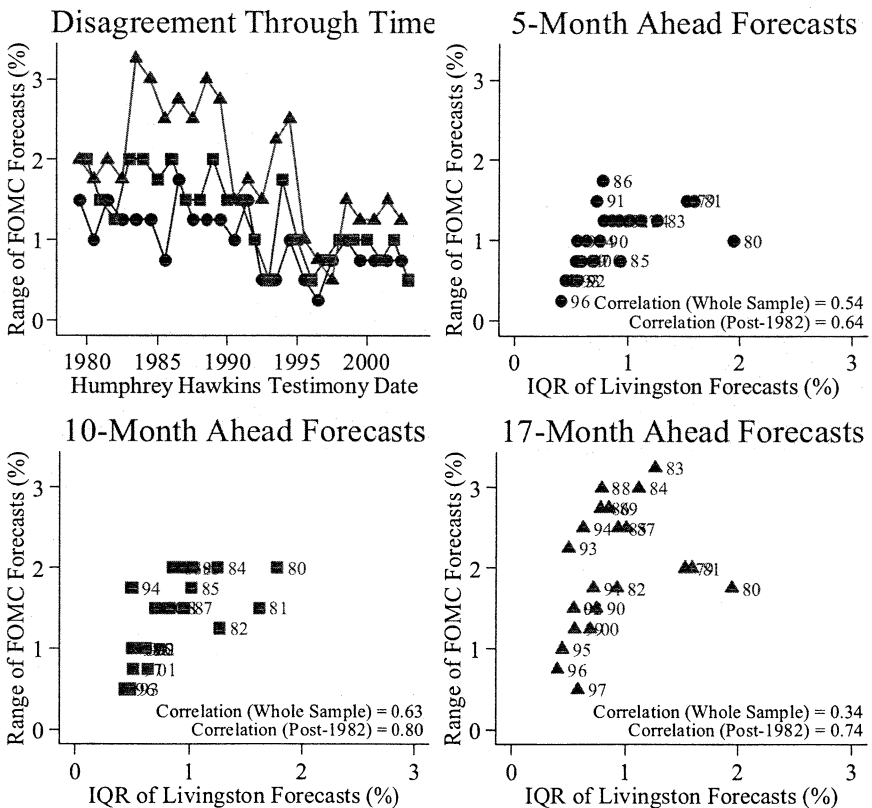 Disagreement Through Time
Range of FOMC Forecasts (%)
3
2
1
0
1980 1985 1990 1995 2000
Humphrey Hawkins Testimony Date
5-Month Ahead Forecasts
Range of FOMC Forecasts (%)
3
2
1
0
86
91
81
83
90
80
85
96
Correlation (Whole Sample) = 0.54
Correlation (Post-1982) = 0.64
0 1 2 3
IQR of Livingston Forecasts (%)
10-Month Ahead Forecasts
Range of FOMC Forecasts (%)
3
2
1
0
84 80
94 85
87 81
82
01
Correlation (Whole Sample) = 0.63
Correlation (Post-1982) = 0.80
0 1 2 3
IQR of Livingston Forecasts (%)
17-Month Ahead Forecasts
Range of FOMC Forecasts (%)
3
2
1
0
83
88 84
94
93
82 80
90
00
95
96
97
Correlation (Whole Sample) = 0.34
Correlation (Post-1982) = 0.74
0 1 2 3
IQR of Livingston Forecasts (%)